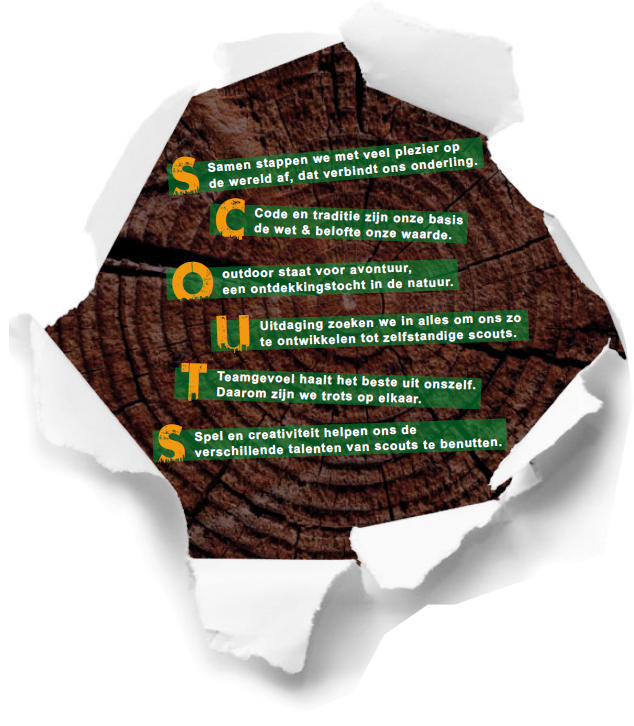 S Samen stappen we met veel plezier op
de wereld af, dat verbindt ons onderling.
C Code en traditie zijn onze basis
de wet & belofte onze waarde.
O outdoor staat voor avontuur,
een ontdekkingstocht in de natuur.
U Uitdaging zoeken we in alles om ons zo
te ontwikkelen tot zelfstandige scouts.
T Teamgevoel haalt het beste uit onszelf.
Daarom zijn we trots op elkaar.
S Spel en creativiteit helpen ons de
verschillende talenten van scouts te benutten.